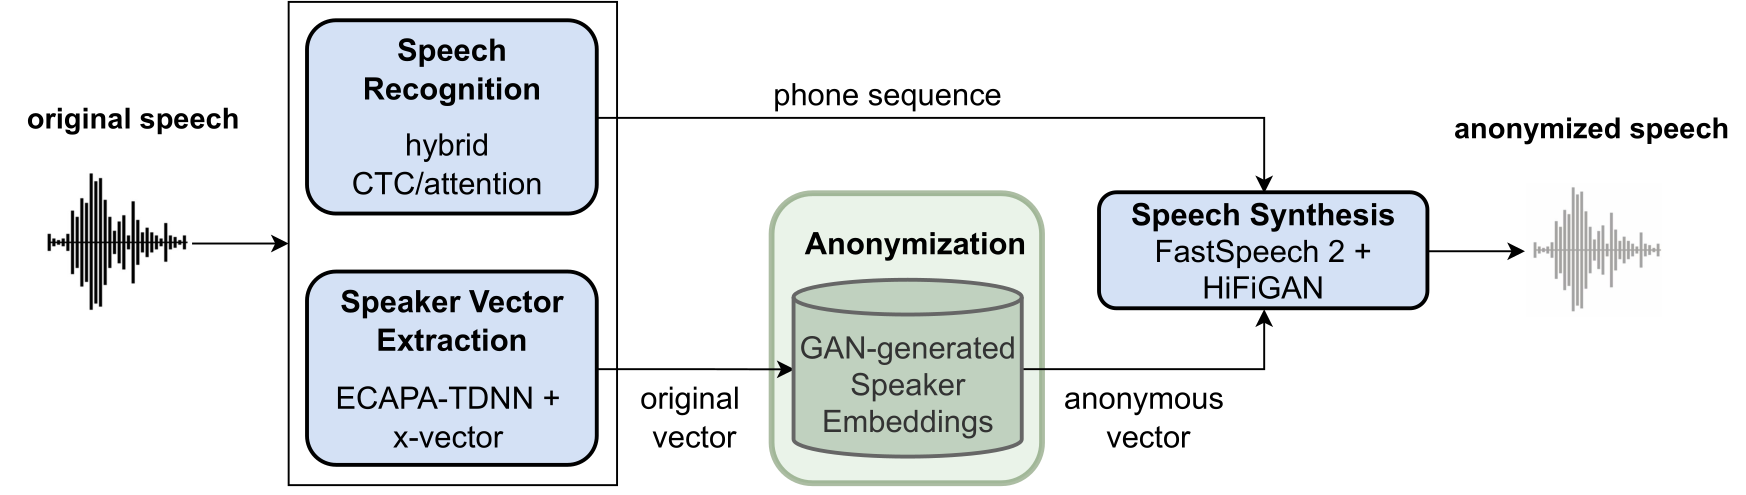 original speech
Speech
Recognition
hybrid
CTC/attention
Speaker Vector
Extraction
ECAPA-TDNN +
x-vector
phone sequence
original
vector
Anonymization
GAN-generated
Speaker
Embeddings
anonymous
vector
Speech Synthesis
FastSpeech 2 +
HiFiGAN
anonymized speech